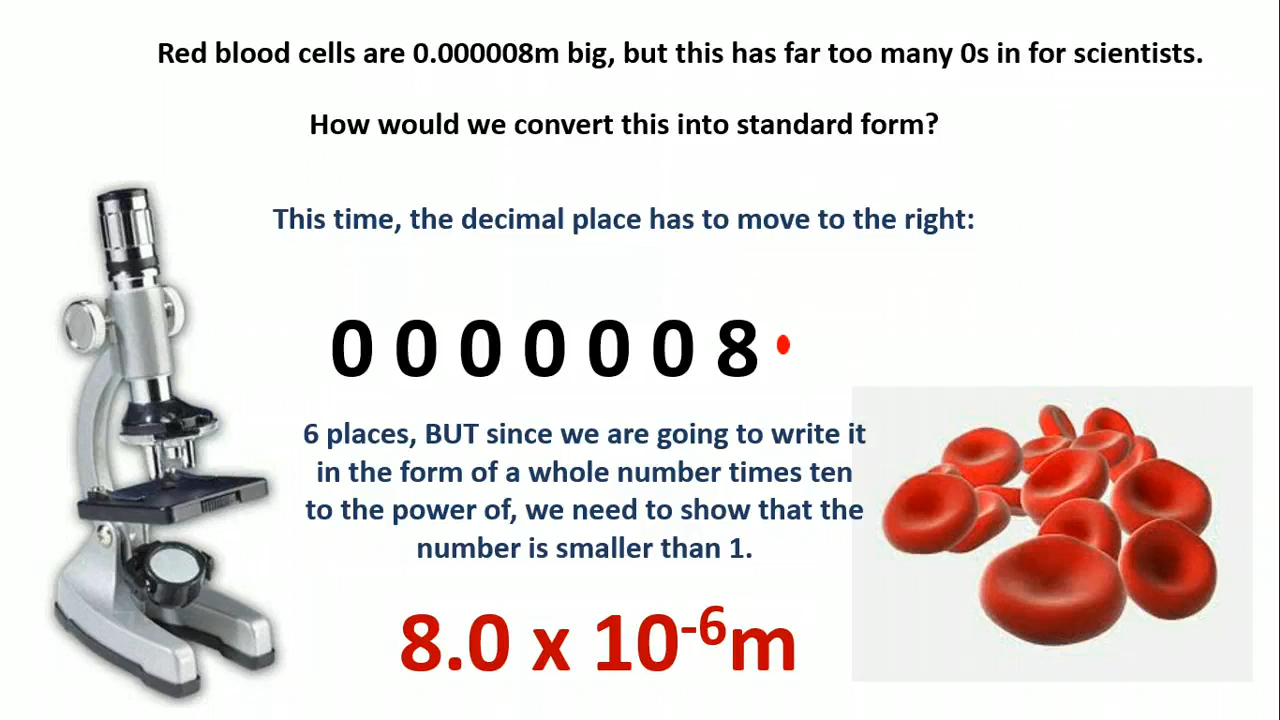 Red blood cells are 0.000008m big, but this has far too many 0s in for scientists.
How would we convert this into standard form?
This time, the decimal place has to move to the right:
0 0 0 0 0 0 8 •
6 places, BUT since we are going to write it
in the form of a whole number times ten
to the power of, we need to show that the
number is smaller than 1.
8.0 x 10⁻⁶m